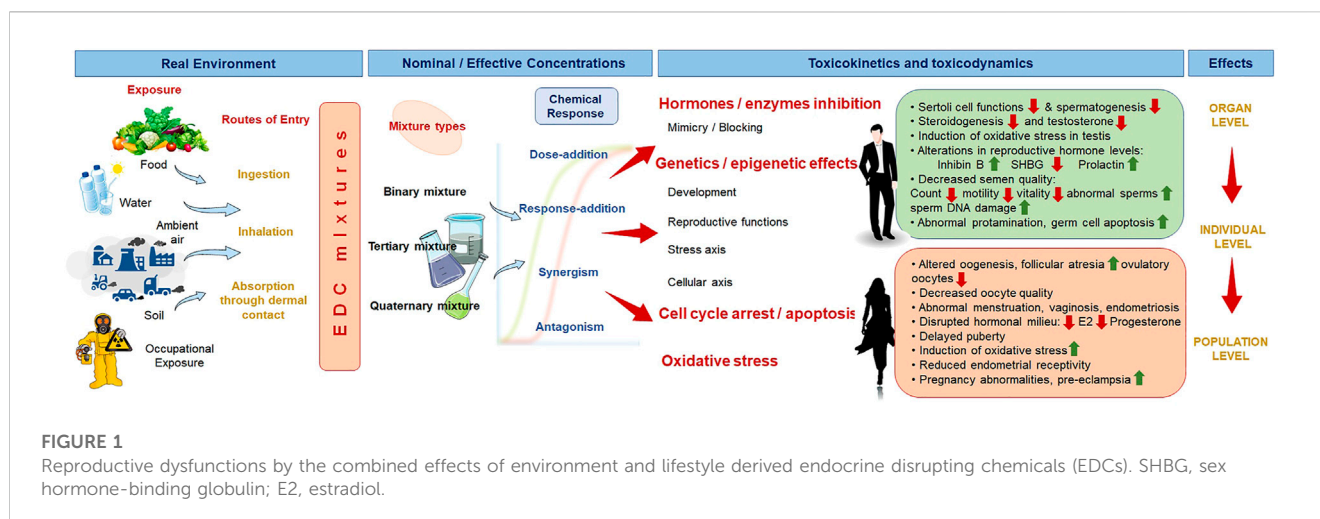 Real Environment
Nominal / Effective Concentrations
Toxicokinetics and toxicodynamics
Effects
Exposure
Routes of Entry
Food
Ingestion
Water
Ambient
air
Inhalation
Absorption
through dermal
contact
Soil
Occupational
Exposure
EDC mIxtures
Mixture types
Chemical
Response
Binary mixture
Tertiary mixture
Quaternary mixture
Dose-addition
Response-addition
Synergism
Antagonism
Hormones / enzymes inhibition
Mimicry / Blocking
Genetics / epigenetic effects
Development
Reproductive functions
Stress axis
Cellular axis
Cell cycle arrest / apoptosis
Oxidative stress
• Sertoli cell functions & spermatogenesis
• Steroidogenesis and testosterone
• Induction of oxidative stress in testis
• Alterations in reproductive hormone levels:
Inhibin B SHBG Prolactin
• Decreased semen quality:
Count motility vitality abnormal sperms
sperm DNA damage
• Abnormal protamination, germ cell apoptosis
• Altered oogenesis, follicular atresia ovulatory
oocytes
• Decreased oocyte quality
• Abnormal menstruation, vaginosis, endometriosis
• Disrupted hormonal milieu: E2 Progesterone
• Delayed puberty
• Induction of oxidative stress
• Reduced endometrial receptivity
• Pregnancy abnormalities, pre-eclampsia
ORGAN
LEVEL
INDIVIDUAL
LEVEL
POPULATION
LEVEL
FIGURE 1
Reproductive dysfunctions by the combined effects of environment and lifestyle derived endocrine disrupting chemicals (EDCs). SHBG, sex
hormone-binding globulin; E2, estradiol.